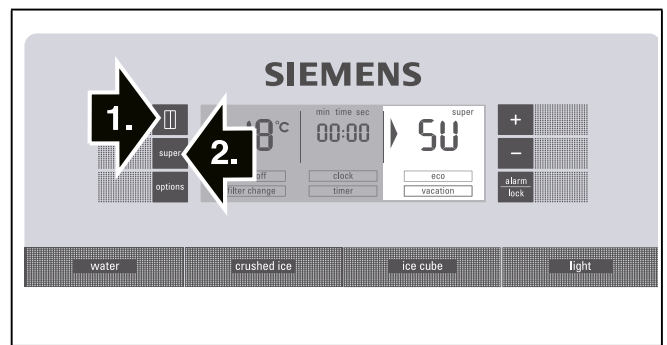 SIEMENS
1.
min time sec
super
18 °C
00:00
SU
+
super
2.
-
off
clock
eco
options
filter change
timer
vacation
alarm
lock
water
crushed ice
ice cube
light